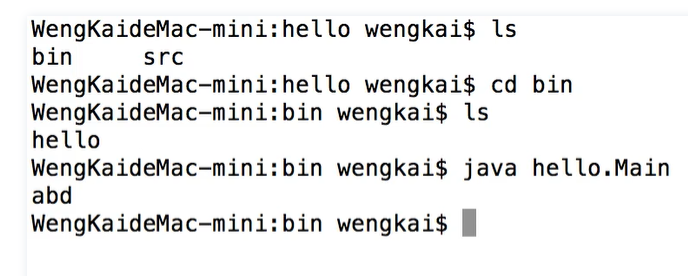 WengKaideMac-mini:hello wengkai$ ls
bin     src
WengKaideMac-mini:hello wengkai$ cd bin
WengKaideMac-mini:bin wengkai$ ls
hello
WengKaideMac-mini:bin wengkai$ java hello.Main
abd
WengKaideMac-mini:bin wengkai$